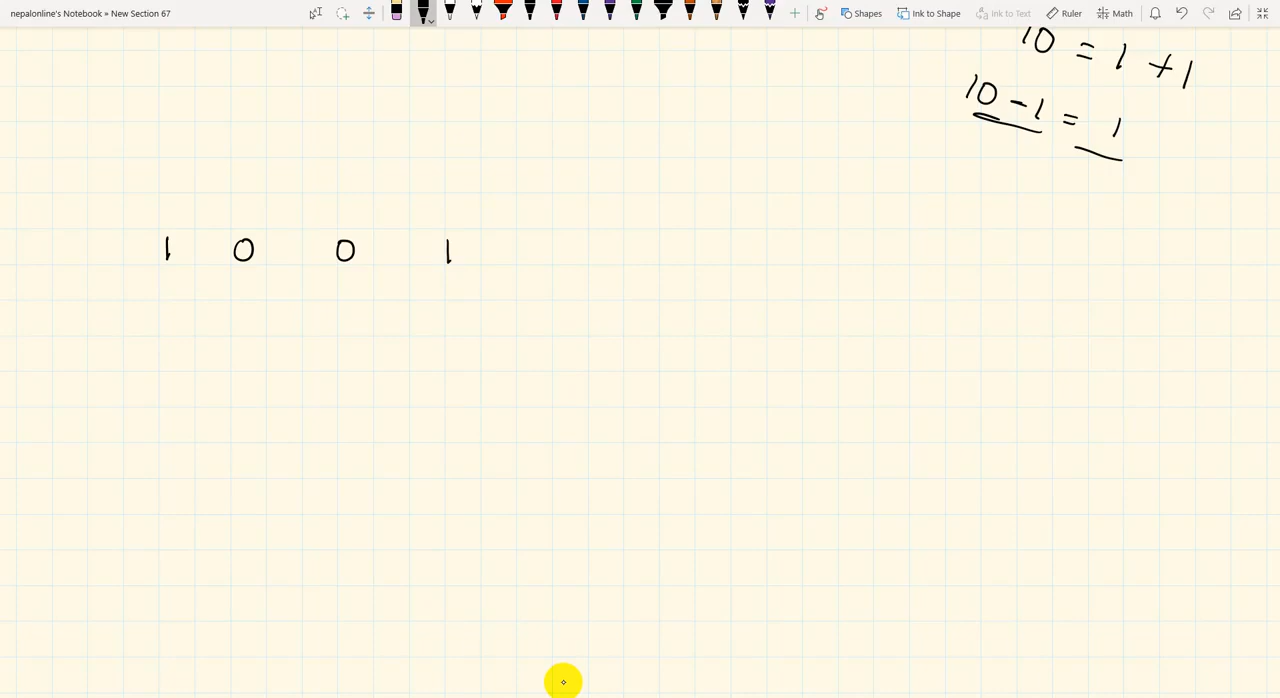 nepalonline's Notebook » New Section 67
Shapes Ink to Shape Ink to Text Ruler Math
10 = 1 + 1
10 - 1 = 1
1 0 0 1